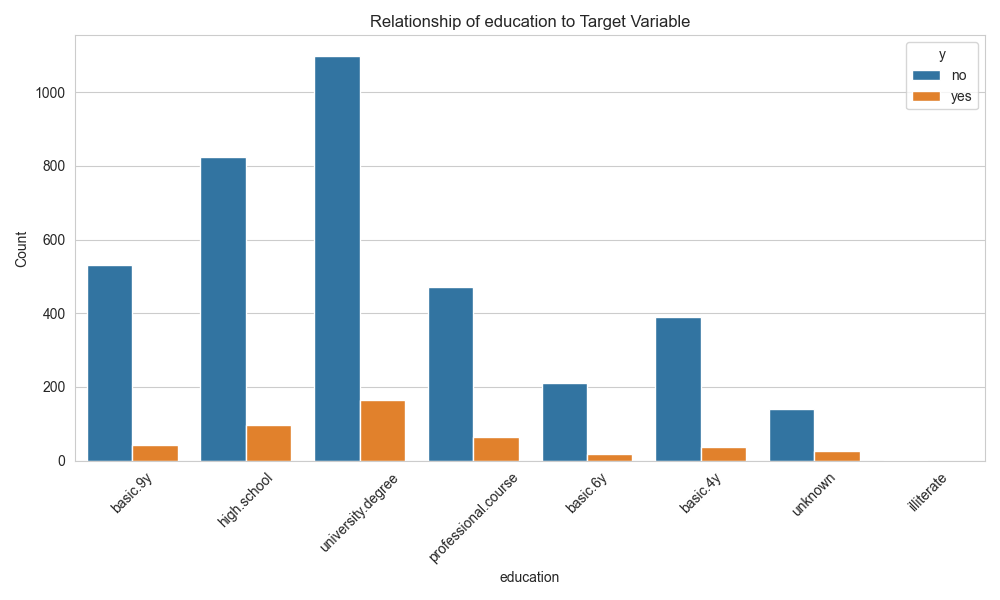 Relationship of education to Target Variable
y
no
yes
Count
1000
800
600
400
200
0
basic.9y
high.school
university.degree
professional.course
basic.6y
basic.4y
unknown
illiterate
education